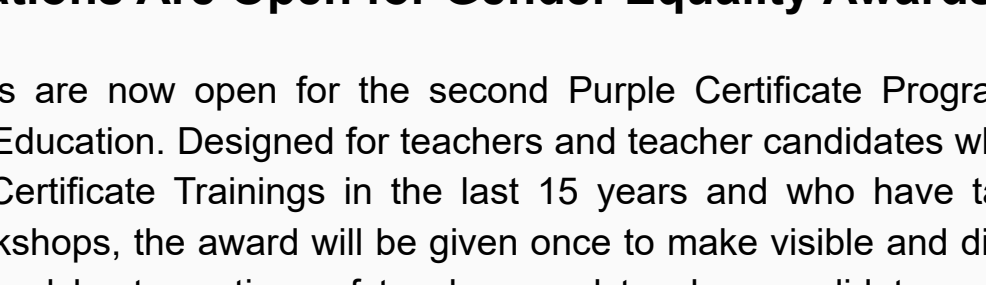 Are Open for Gender Equality Awards
s are now open for the second Purple Certificate Progra
Education. Designed for teachers and teacher candidates wh
Certificate Trainings in the last 15 years and who have ta
kshops, the award will be given once to make visible and di